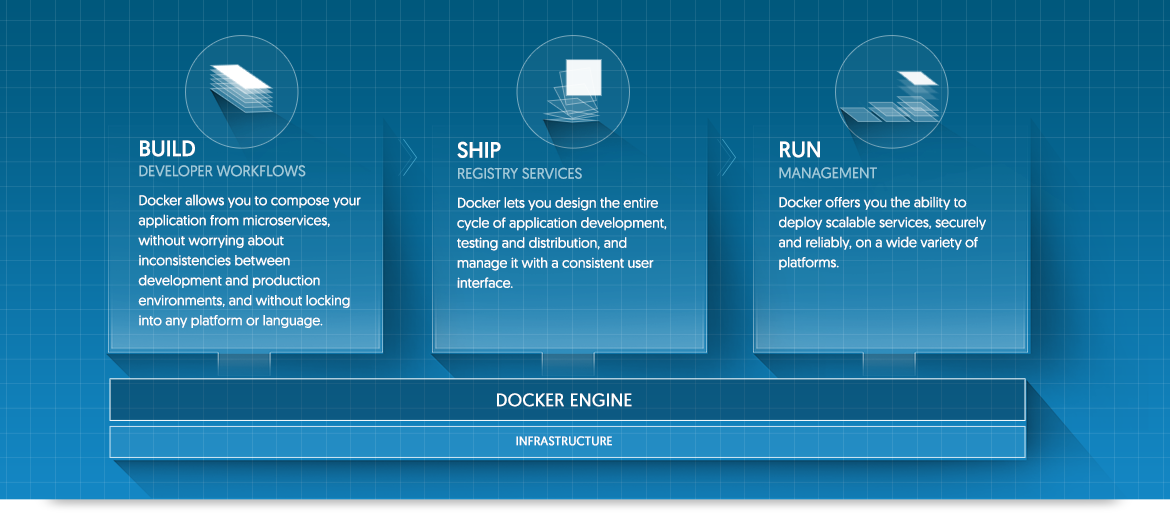 BUILD
DEVELOPER WORKFLOWS
Docker allows you to compose your
application from microservices,
without worrying about
inconsistencies between
development and production
environments, and without locking
into any platform or language.
SHIP
REGISTRY SERVICES
Docker lets you design the entire
cycle of application development,
testing and distribution, and
manage it with a consistent user
interface.
RUN
MANAGEMENT
Docker offers you the ability to
deploy scalable services, securely
and reliably, on a wide variety of
platforms.
DOCKER ENGINE
INFRASTRUCTURE